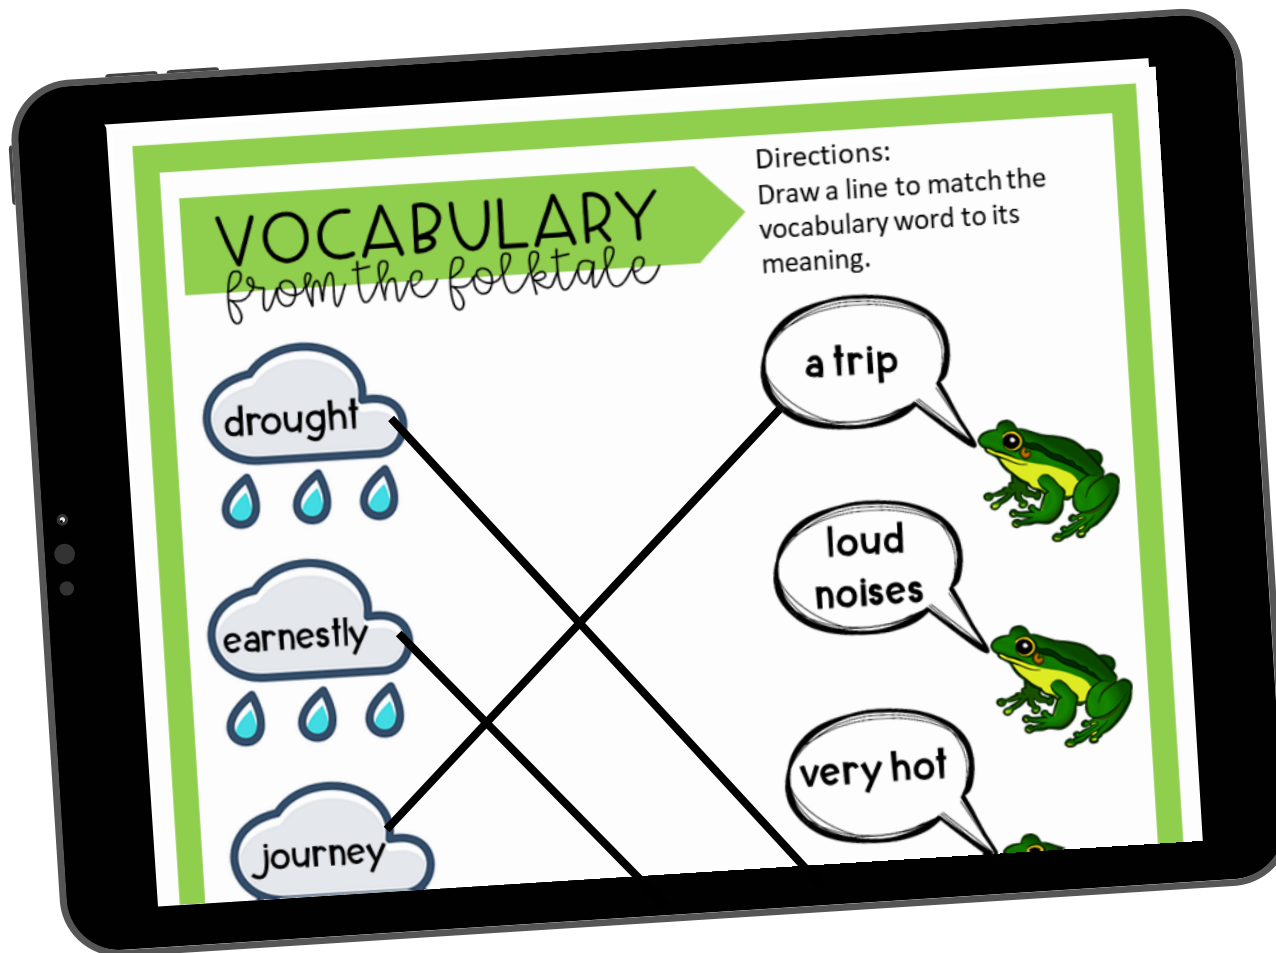 VOCABULARY
from the folktale
Directions:
Draw a line to match the
vocabulary word to its
meaning.
drought
earnestly
journey
a trip
loud
noises
very hot